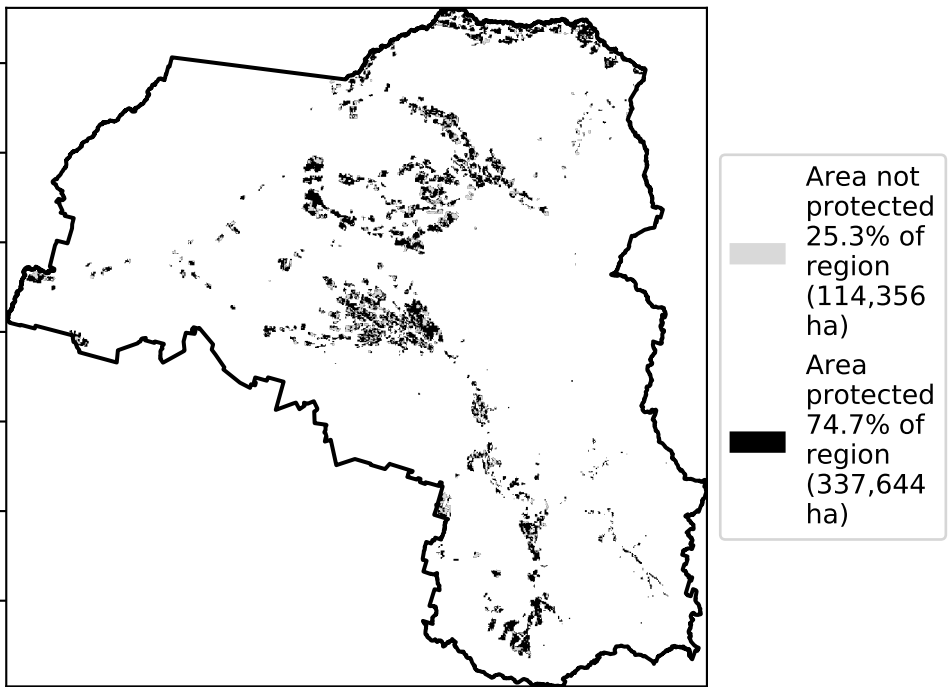 Area not
protected
25.3% of
region
(114,356
ha)
Area
protected
74.7% of
region
(337,644
ha)